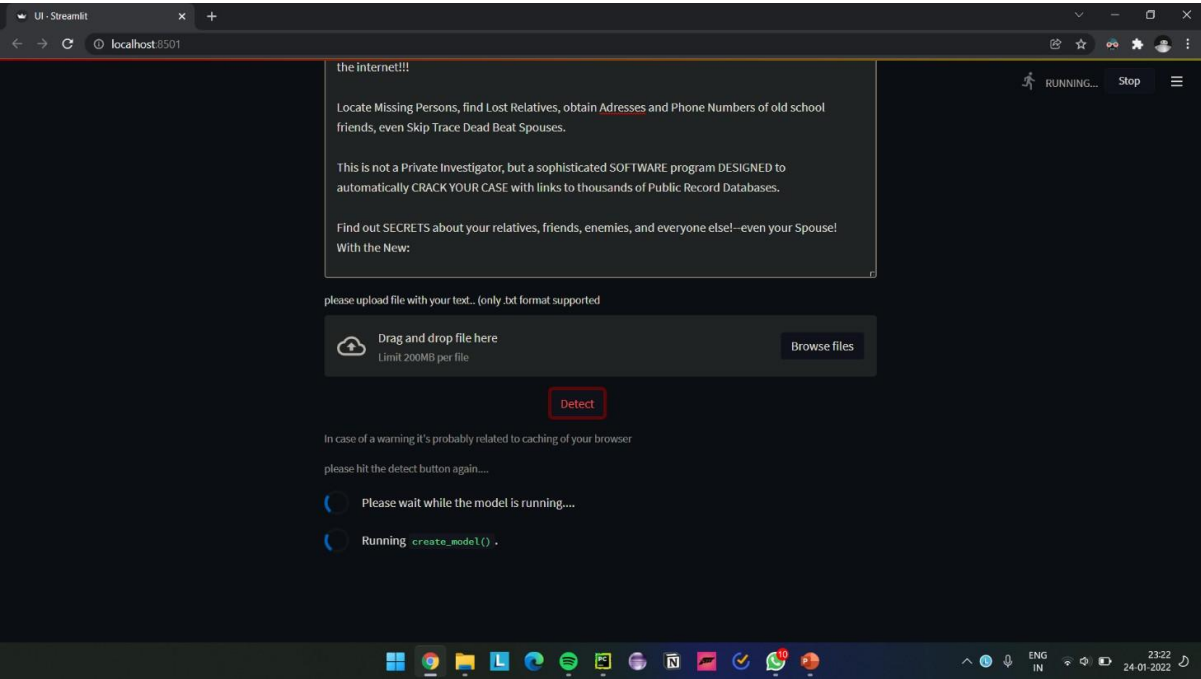 UI · Streamlit
localhost:8501
RUNNING...
Stop
the internet!!!
Locate Missing Persons, find Lost Relatives, obtain Adresses and Phone Numbers of old school
friends, even Skip Trace Dead Beat Spouses.
This is not a Private Investigator, but a sophisticated SOFTWARE program DESIGNED to
automatically CRACK YOUR CASE with links to thousands of Public Record Databases.
Find out SECRETS about your relatives, friends, enemies, and everyone else!--even your Spouse!
With the New:
please upload file with your text.. (only .txt format supported
Drag and drop file here
Limit 200MB per file
Browse files
Detect
In case of a warning it's probably related to caching of your browser
please hit the detect button again....
Please wait while the model is running....
Running create_model() .
L
PC
N
10
P
L
ENG
IN
23:22
24-01-2022